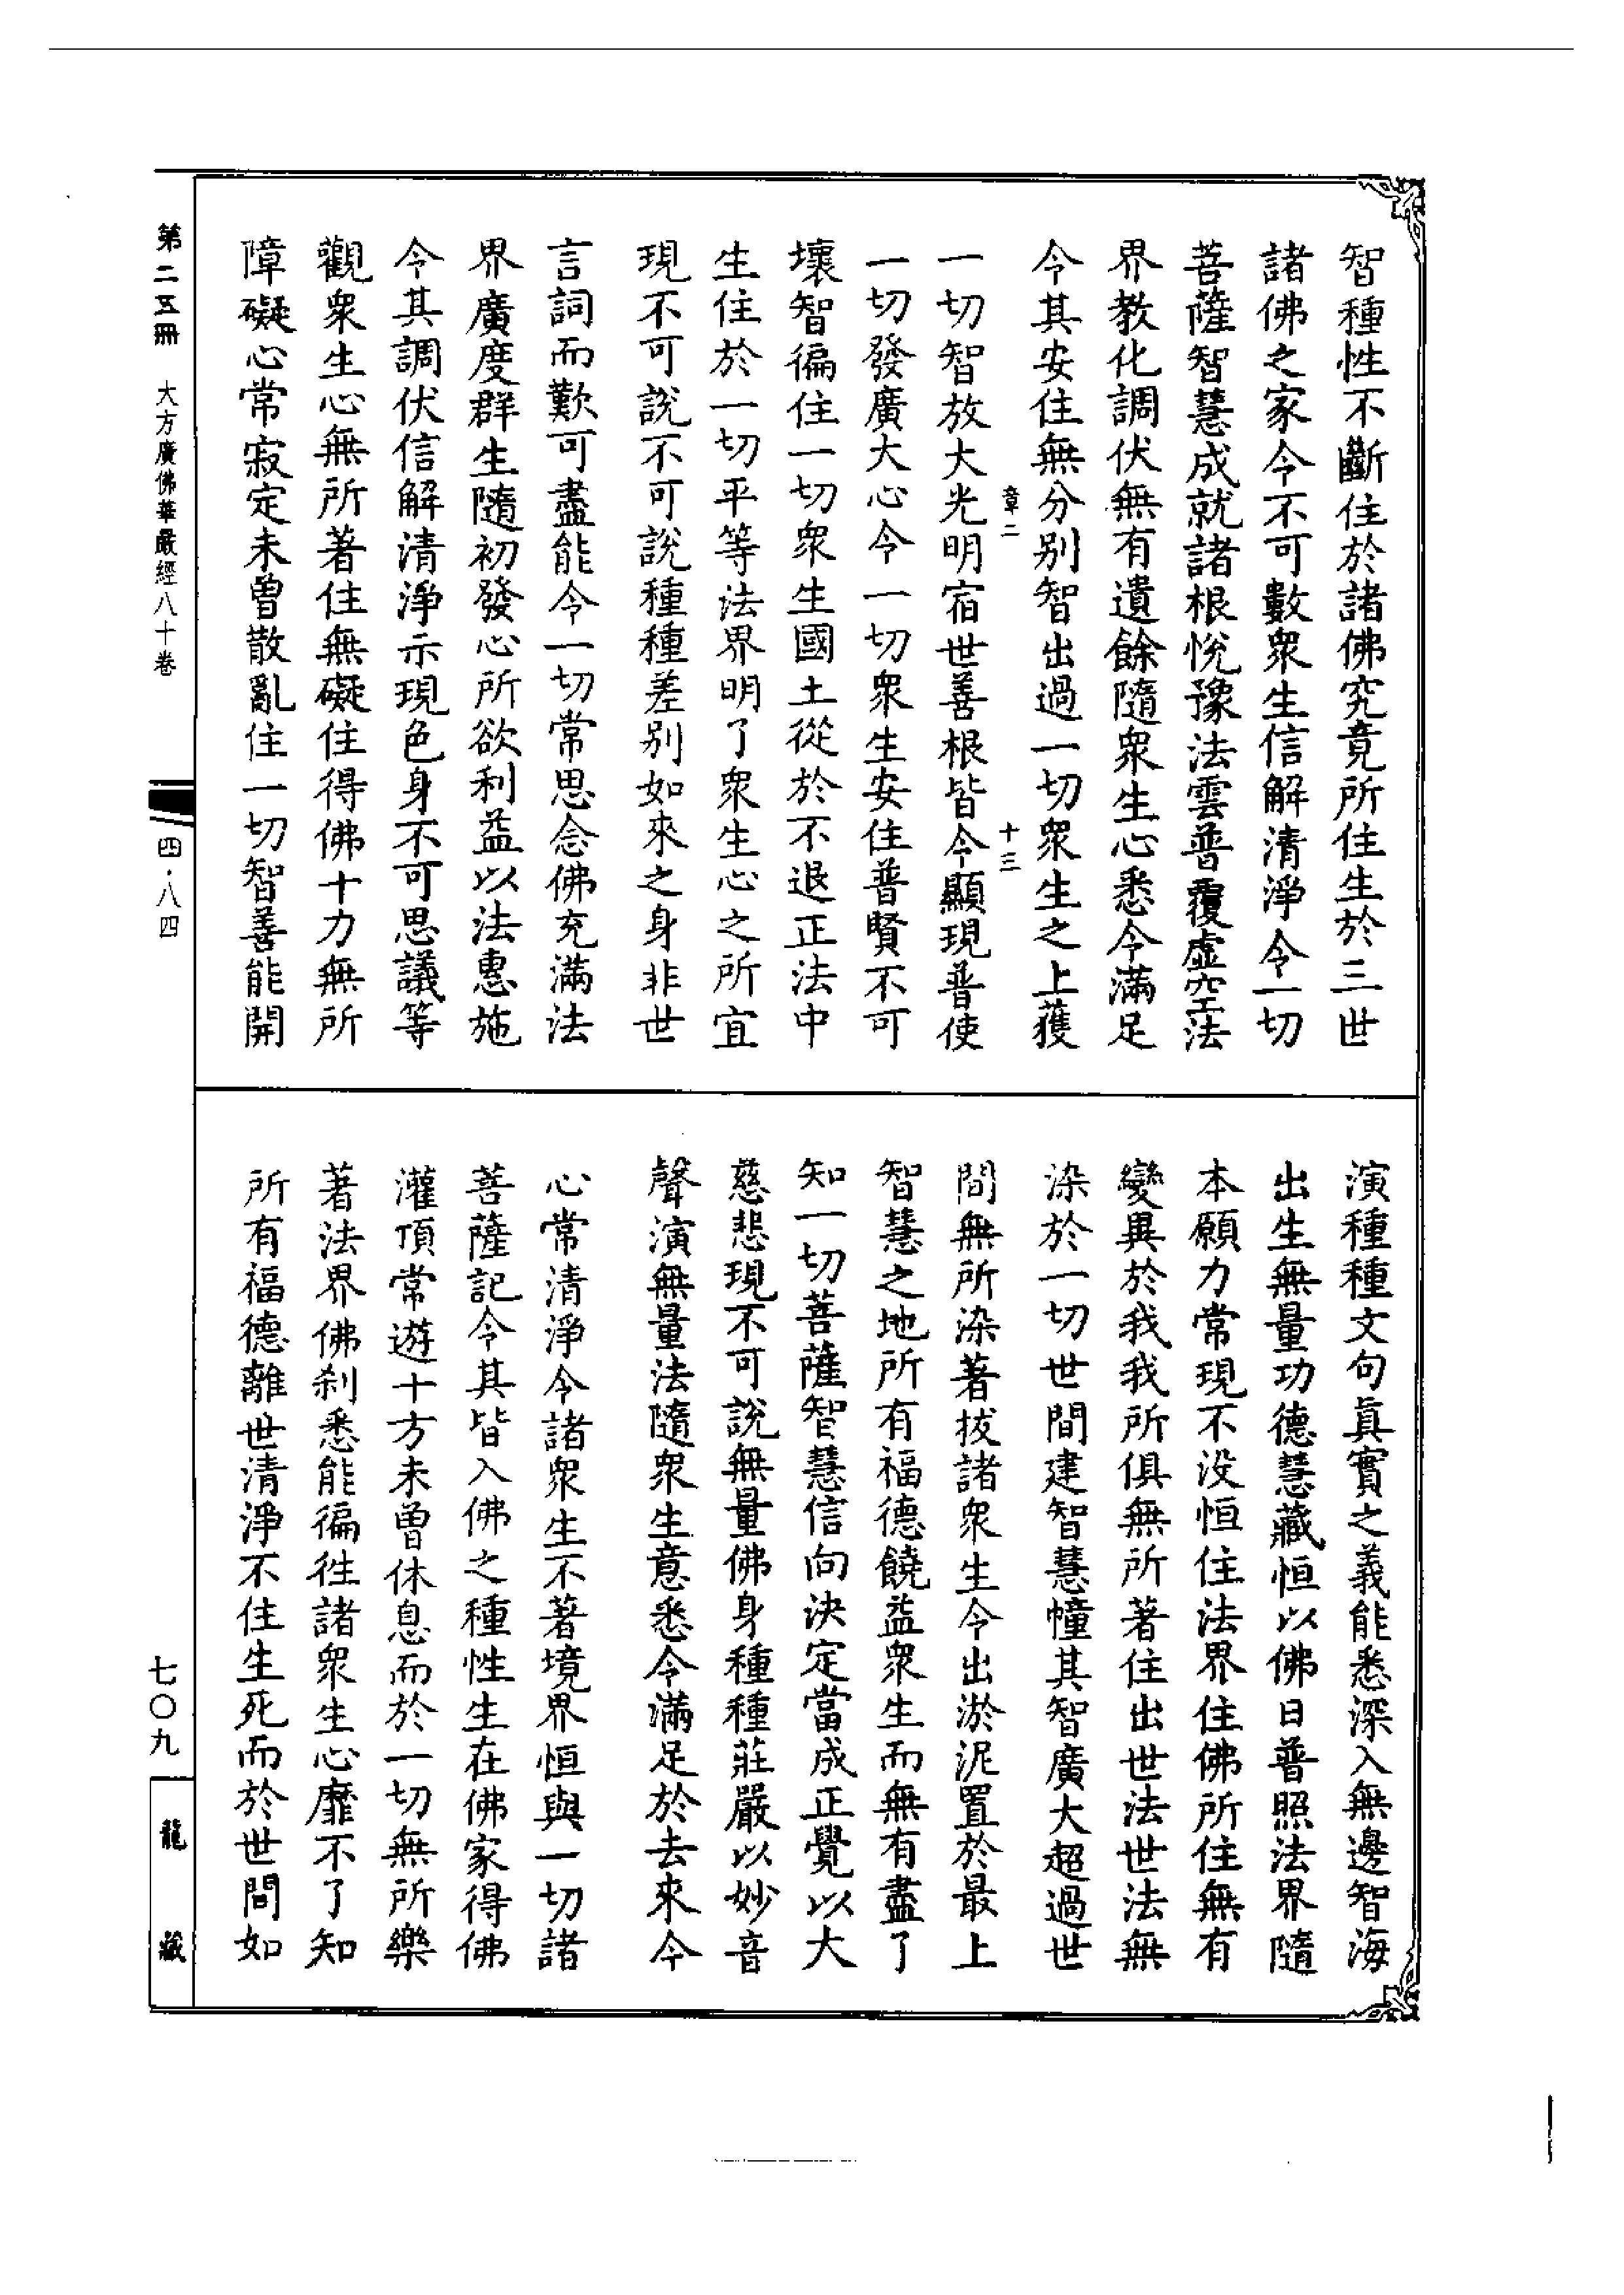 智種性不斷住於諸佛究竟所住生於三世
諸佛之家令不可數衆生信解清淨令一切
菩薩智慧成就諸根悅豫法雲普覆虛空法
界教化調伏無有遺餘隨衆生心悉令滿足
令其安住無分别智出過一切衆生之上獲
章二 十三
一切智放大光明宿世善根皆令顯現普使
一切發廣大心令一切衆生安住普賢不可
壞智徧住一切衆生國土從於不退正法中
生住於一切平等法界明了衆生心之所宜
現不可說不可說種種差别如來之身非世
言詞而歎可盡能令一切常思念佛充滿法
界廣度群生隨初發心所欲利益以法惠施
令其調伏信解清淨示現色身不可思議等
觀衆生心無所著住無礙住得佛十力無所
障礙心常寂定未曾散亂住一切智善能開
演種種文句真實之義能悉深入無邊智海
出生無量功德慧藏恒以佛日普照法界隨
本願力常現不没恒住法界住佛所住無有
變異於我我所俱無所著住出世法世法無
染於一切世間建智慧幢其智廣大超過世
間無所染著拔諸衆生令出淤泥置於最上
智慧之地所有福德饒益衆生而無有盡了
知一切菩薩智慧信向決定當成正覺以大
慈悲現不可說無量佛身種種莊嚴以妙音
聲演無量法隨衆生意悉令滿足於去來今
心常清淨令諸衆生不著境界恒與一切諸
菩薩記令其皆入佛之種性生在佛家得佛
灌頂常遊十方未曾休息而於一切無所樂
著法界佛刹悉能徧徃諸衆生心靡不了知
所有福德離世清淨不住生死而於世間如
第二五冊 大方廣佛華嚴經八十卷 四·八四
七〇九 龍藏